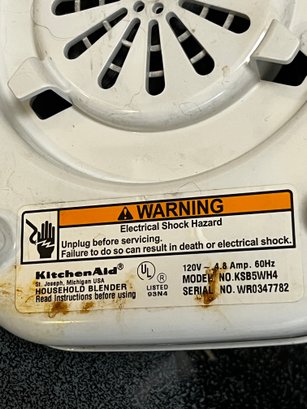 WARNING
Electrical Shock Hazard
Unplug before servicing.
Failure to do so can result in death or electrical shock.
KitchenAid®
St. Joseph, Michigan USA
HOUSEHOLD BLENDER
Read instructions before using
UL®
LISTED
93N4
120V ~ 4.8 Amp. 60Hz
MODEL NO.KSB5WH4
SERIAL NO. WR0347782